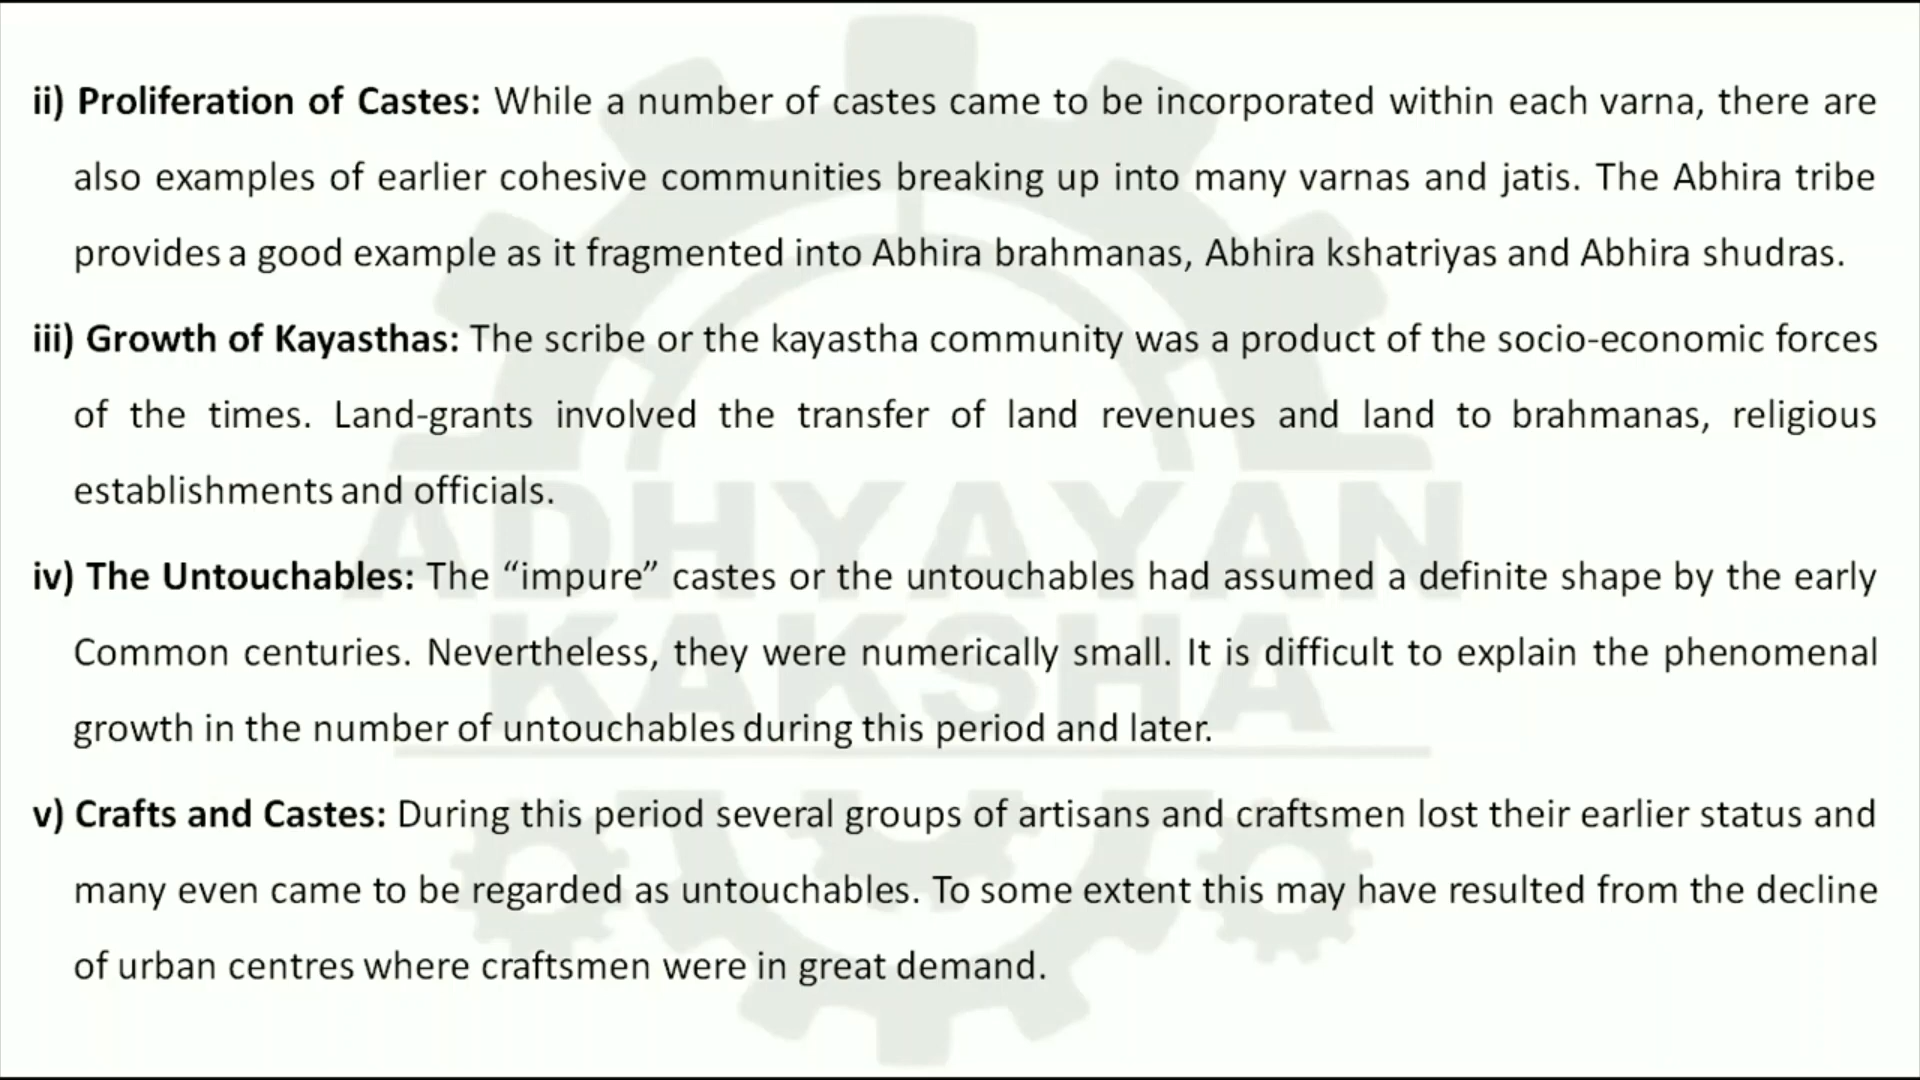 ii) Proliferation of Castes: While a number of castes came to be incorporated within each varna, there are
also examples of earlier cohesive communities breaking up into many varnas and jatis. The Abhira tribe
provides a good example as it fragmented into Abhira brahmanas, Abhira kshatriyas and Abhira shudras.
iii) Growth of Kayasthas: The scribe or the kayastha community was a product of the socio-economic forces
of the times. Land-grants involved the transfer of land revenues and land to brahmanas, religious
establishments and officials.
ADHYAYAN
iv) The Untouchables: The “impure” castes or the untouchables had assumed a definite shape by the early
Common centuries. Nevertheless, they were numerically small. It is difficult to explain the phenomenal
KAKSHA
growth in the number of untouchables during this period and later.
v) Crafts and Castes: During this period several groups of artisans and craftsmen lost their earlier status and
many even came to be regarded as untouchables. To some extent this may have resulted from the decline
of urban centres where craftsmen were in great demand.